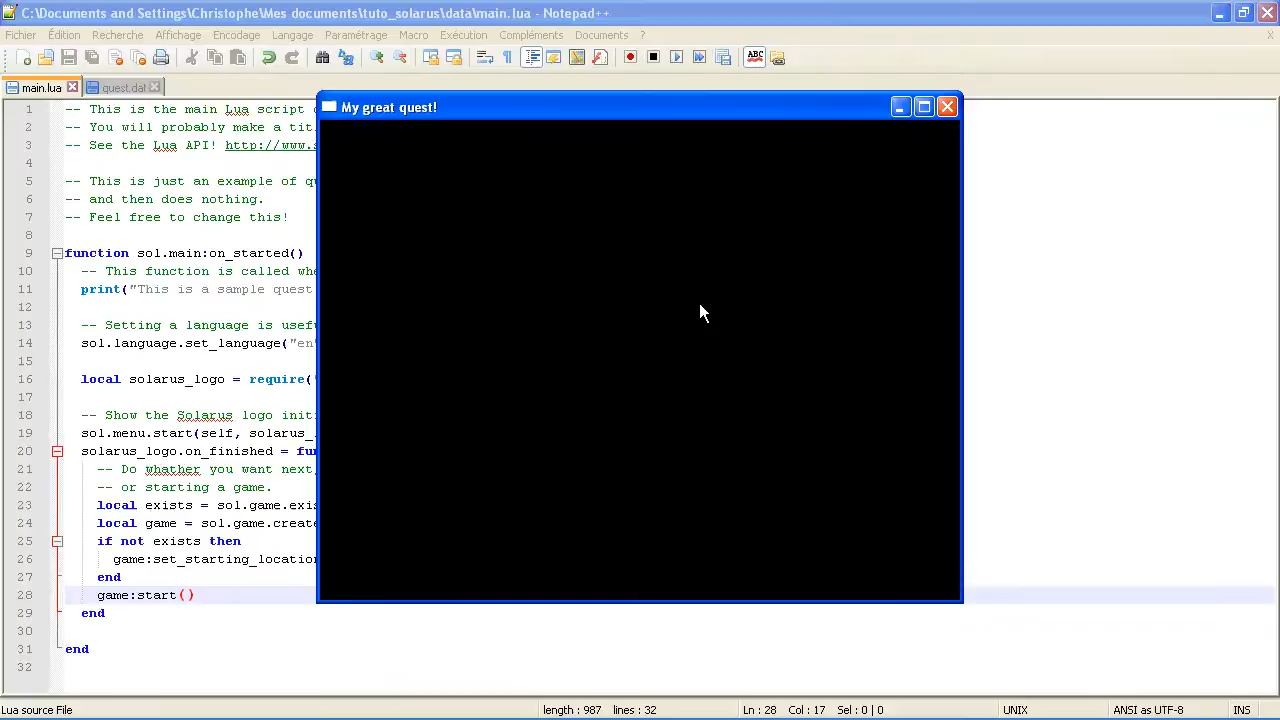 C:\Documents and Settings\Christophe\Mes documents\tuto_solarus\data\main.lua - Notepad++
Fichier Édition Recherche Affichage Encodage Langage Paramétrage Macro Exécution Compléments Documents ? X
main.lua quest.dat
My great quest!
1 -- This is the main Lua script
2 -- You will probably make a
3 -- See the Lua API! http://www.
4
5 -- This is just an example of
6 -- and then does nothing.
7 -- Feel free to change this!
8
9 function sol.main:on_started()
10 -- This function is called
11 print("This is a sample quest
12
13 -- Setting a language is
14 sol.language.set_language("en"
15
16 local solarus_logo = require(
17
18 -- Show the Solarus logo
19 sol.menu.start(self,
20 solarus_logo.on_finished =
21 -- Do whather you want next,
22 -- or starting a game.
23 local exists = sol.game.
24 local game = sol.game.create
25 if not exists then
26 game:set_starting_location
27 end
28 game:start()
29 end
30
31 end
32
Lua source File length : 987 lines : 32 Ln : 28 Col : 17 Sel : 0 | 0 UNIX ANSI as UTF-8 INS